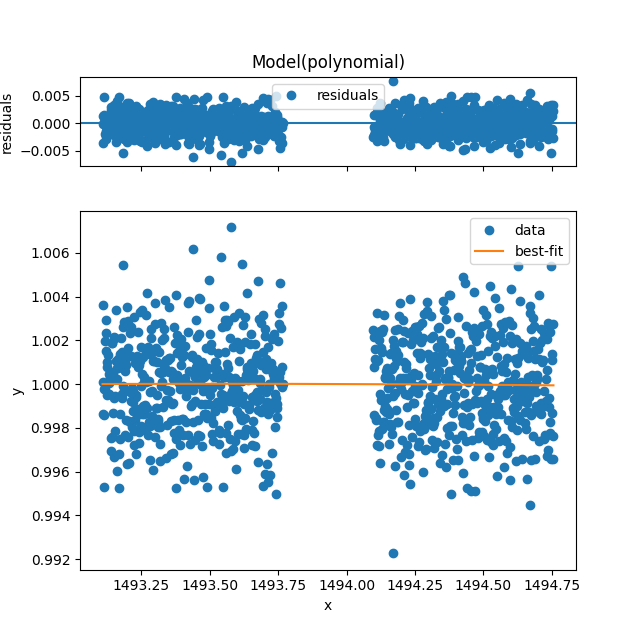 Model(polynomial)
residuals
0.005
0.000
−0.005
residuals
data
best-fit
1.006
1.004
1.002
1.000
0.998
0.996
0.994
0.992
y
1493.25 1493.50 1493.75 1494.00 1494.25 1494.50 1494.75
x